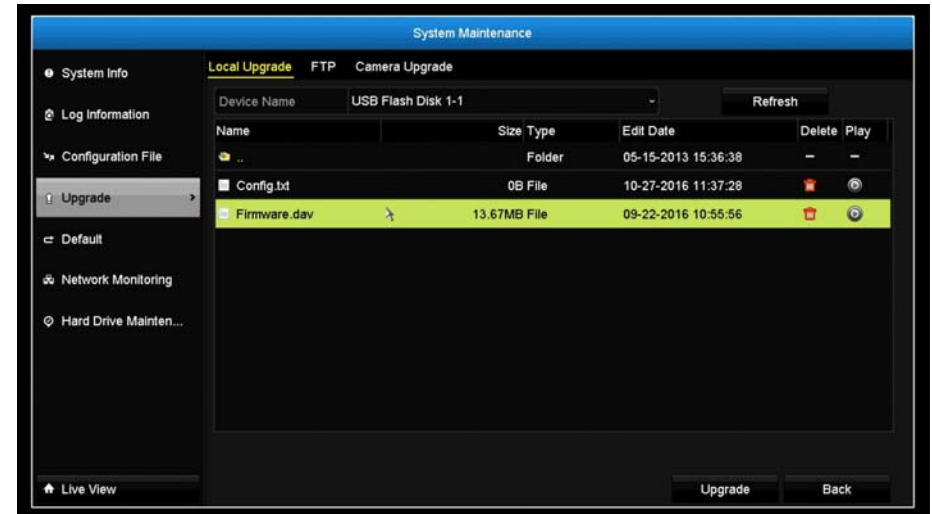 System Maintenance
System Info
Log Information
Configuration File
Upgrade >
Default
Network Monitoring
Hard Drive Mainten...
Live View
Local Upgrade FTP Camera Upgrade
Device Name USB Flash Disk 1-1 Refresh
Name Size Type Edit Date Delete Play
.. Folder 05-15-2013 15:36:38 – –
Config.txt 0B File 10-27-2016 11:37:28
Firmware.dav 13.67MB File 09-22-2016 10:55:56
Upgrade Back